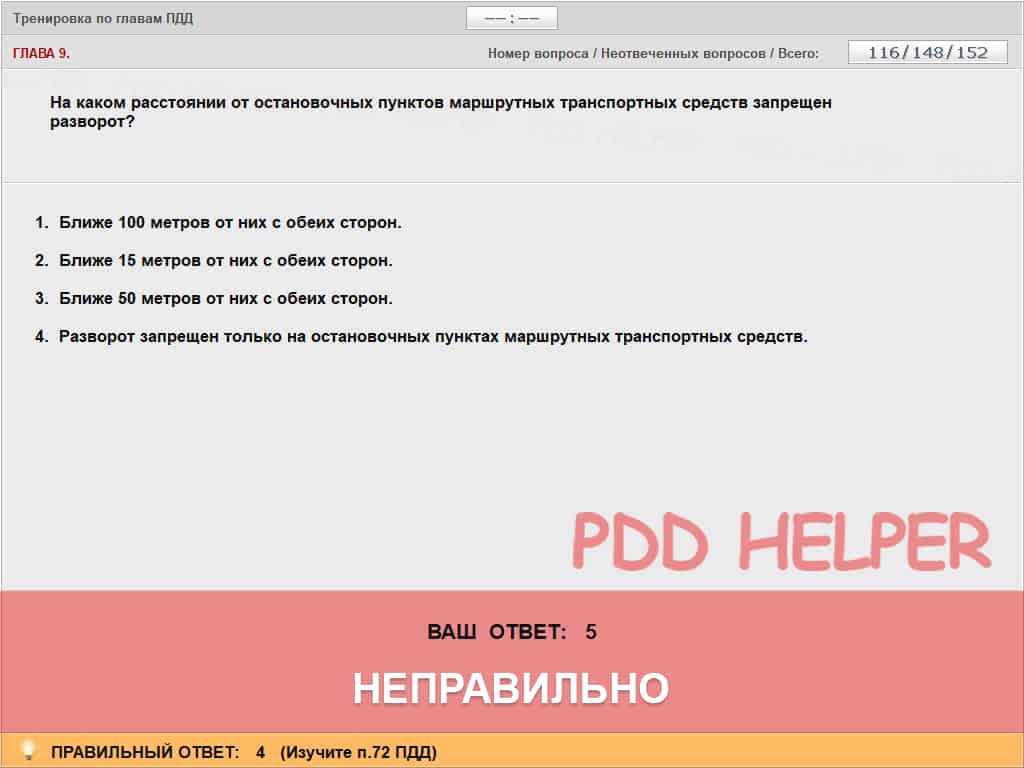 Тренировка по главам ПДД
––:––
ГЛАВА 9.
Номер вопроса / Неотвеченных вопросов / Всего:
116/148/152
На каком расстоянии от остановочных пунктов маршрутных транспортных средств запрещен
разворот?
1. Ближе 100 метров от них с обеих сторон.
2. Ближе 15 метров от них с обеих сторон.
3. Ближе 50 метров от них с обеих сторон.
4. Разворот запрещен только на остановочных пунктах маршрутных транспортных средств.
PDD HELPER
ВАШ ОТВЕТ: 5
НЕПРАВИЛЬНО
ПРАВИЛЬНЫЙ ОТВЕТ: 4 (Изучите п.72 ПДД)